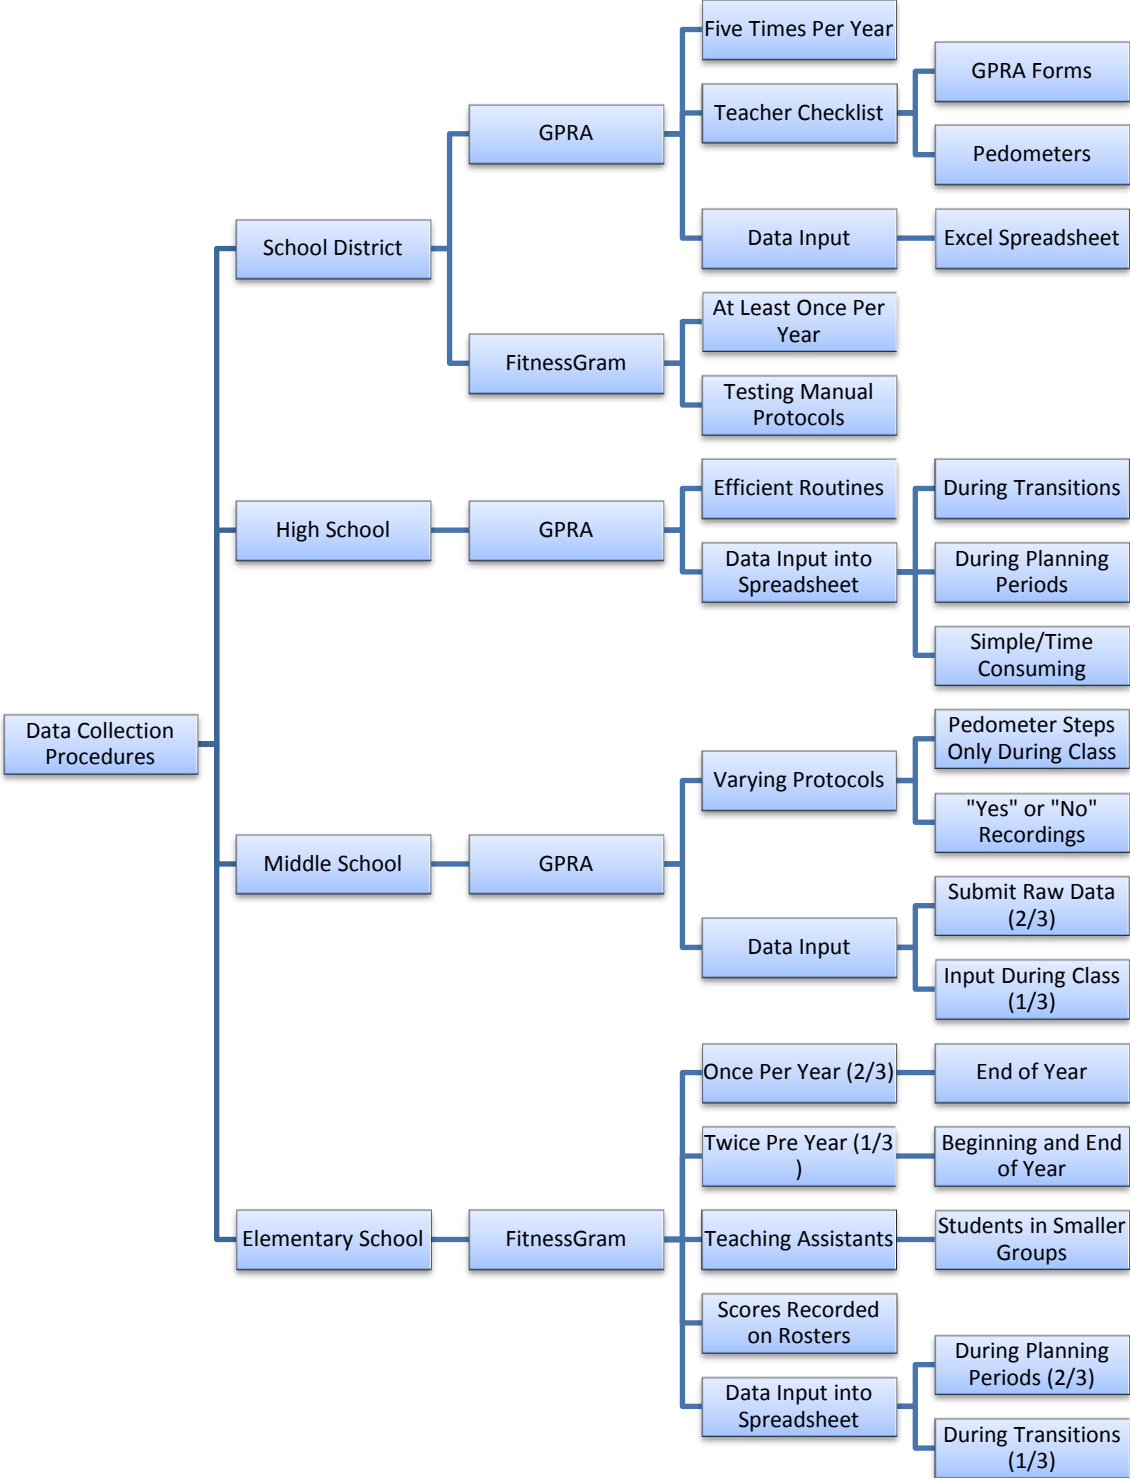 Five Times Per Year
GPRA Forms
Teacher Checklist
GPRA
Pedometers
School District
Data Input
Excel Spreadsheet
At Least Once Per
Year
FitnessGram
Testing Manual
Protocols
Efficient Routines
During Transitions
High School
GPRA
Data Input into
Spreadsheet
During Planning
Periods
Simple/Time
Consuming
Data Collection
Procedures
Pedometer Steps
Only During Class
Varying Protocols
"Yes" or "No"
Recordings
Middle School
GPRA
Submit Raw Data
(2/3)
Data Input
Input During Class
(1/3)
Once Per Year (2/3)
End of Year
Twice Pre Year (1/3
)
Beginning and End
of Year
Elementary School
FitnessGram
Teaching Assistants
Students in Smaller
Groups
Scores Recorded
on Rosters
During Planning
Periods (2/3)
Data Input into
Spreadsheet
During Transitions
(1/3)